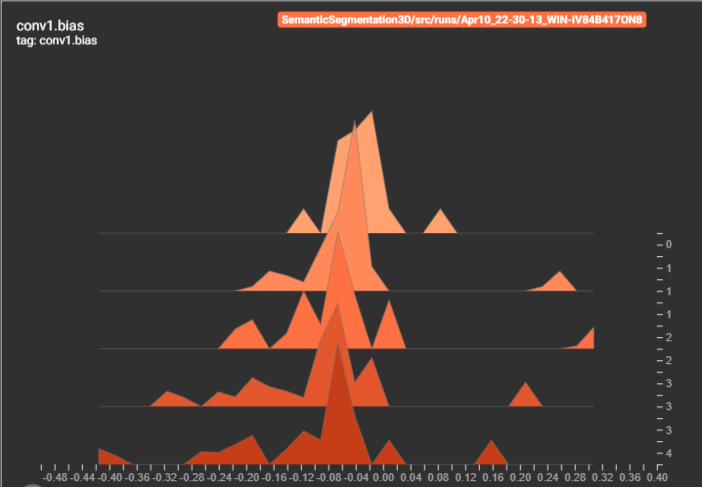 conv1.bias
SemanticSegmentation3D/src/runs/Apr10_22-30-13_WIN-IV84B417ON8
tag: conv1.bias
0
1
1
1
2
2
3
3
3
4
-0.48 -0.44 -0.40 -0.36 -0.32 -0.28 -0.24 -0.20 -0.16 -0.12 -0.08 -0.04 0.00 0.04 0.08 0.12 0.16 0.20 0.24 0.28 0.32 0.36 0.40